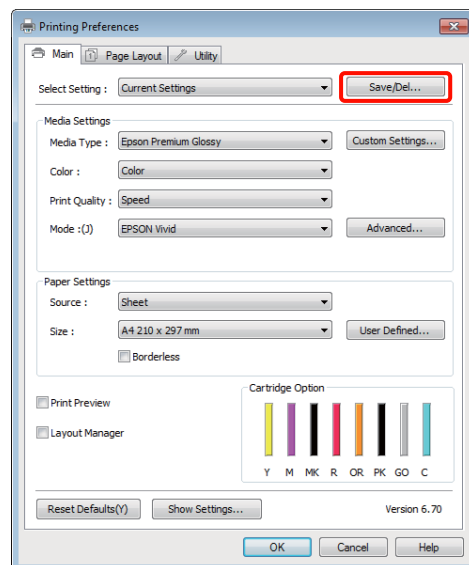 Printing Preferences
Main Page Layout Utility
Select Setting : Current Settings Save/Del...
Media Settings
Media Type : Epson Premium Glossy Custom Settings...
Color : Color
Print Quality : Speed
Mode :(J) EPSON Vivid Advanced...
Paper Settings
Source : Sheet
Size : A4 210 x 297 mm User Defined...
Borderless
Cartridge Option
Print Preview
Layout Manager
Y M MK R OR PK GO C
Reset Defaults(Y) Show Settings... Version 6.70
OK Cancel Help